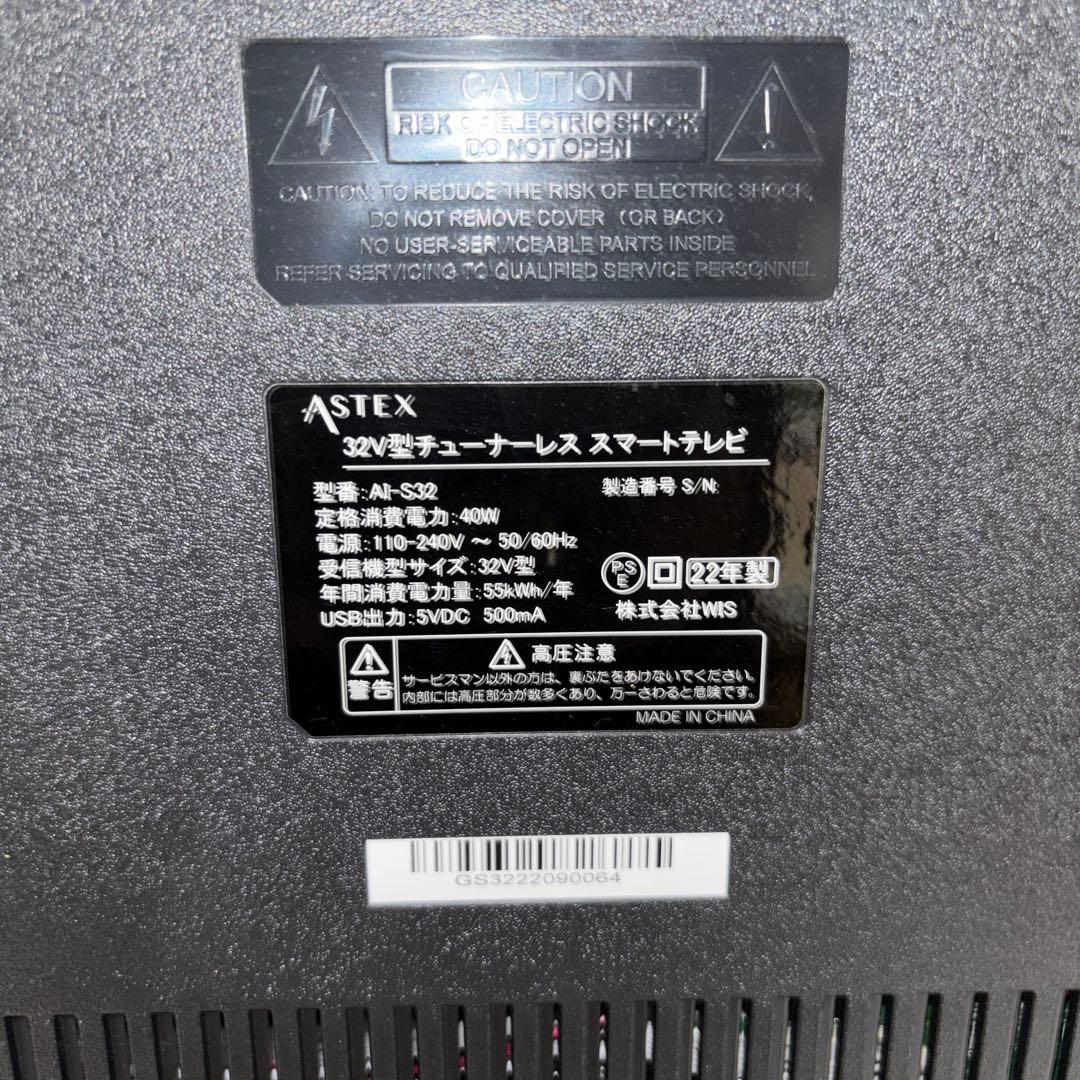 CAUTION
RISK OF ELECTRIC SHOCK
DO NOT OPEN
CAUTION: TO REDUCE THE RISK OF ELECTRIC SHOCK,
DO NOT REMOVE COVER (OR BACK)
NO USER-SERVICEABLE PARTS INSIDE
REFER SERVICING TO QUALIFIED SERVICE PERSONNEL
ASTEX
32V型チューナーレス スマートテレビ
型番:AI-S32
製造番号 S/N:
定格消費電力:40W
電源:110-240V ～ 50/60Hz
受信機型サイズ:32V型
年間消費電力量:55kWh/年
USB出力:5VDC 500mA
PS
E
22年製
株式会社WIS
警告
高圧注意
サービスマン以外の方は、裏ぶたをあけないでください。
内部には高圧部分が数多くあり、万一さわると危険です。
MADE IN CHINA
GS3222090064